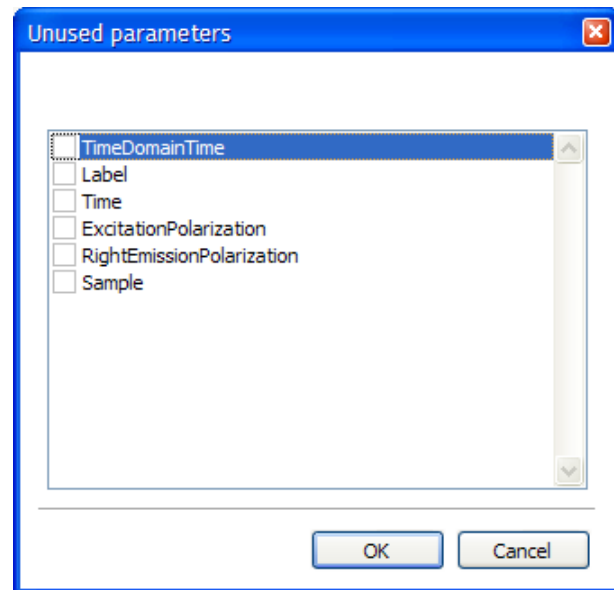 Unused parameters
TimeDomainTime
Label
Time
ExcitationPolarization
RightEmissionPolarization
Sample
OK
Cancel